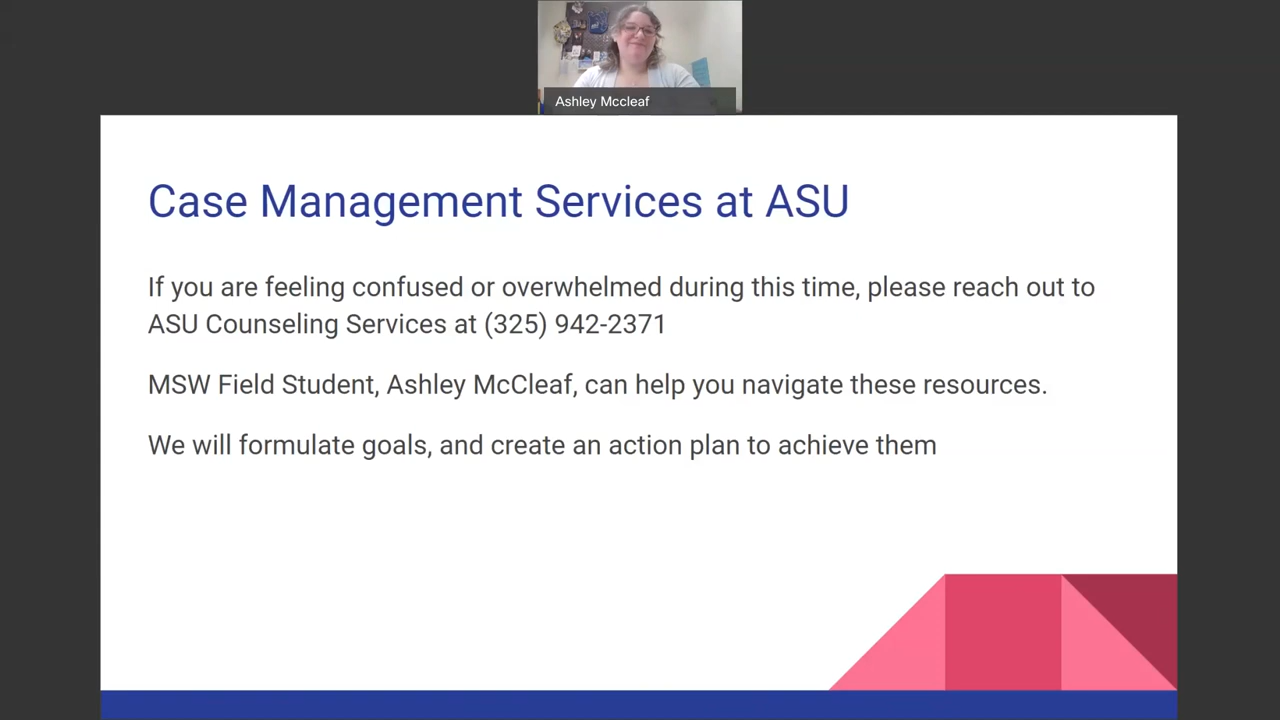 Ashley Mccleaf
Case Management Services at ASU
If you are feeling confused or overwhelmed during this time, please reach out to
ASU Counseling Services at (325) 942-2371
MSW Field Student, Ashley McCleaf, can help you navigate these resources.
We will formulate goals, and create an action plan to achieve them